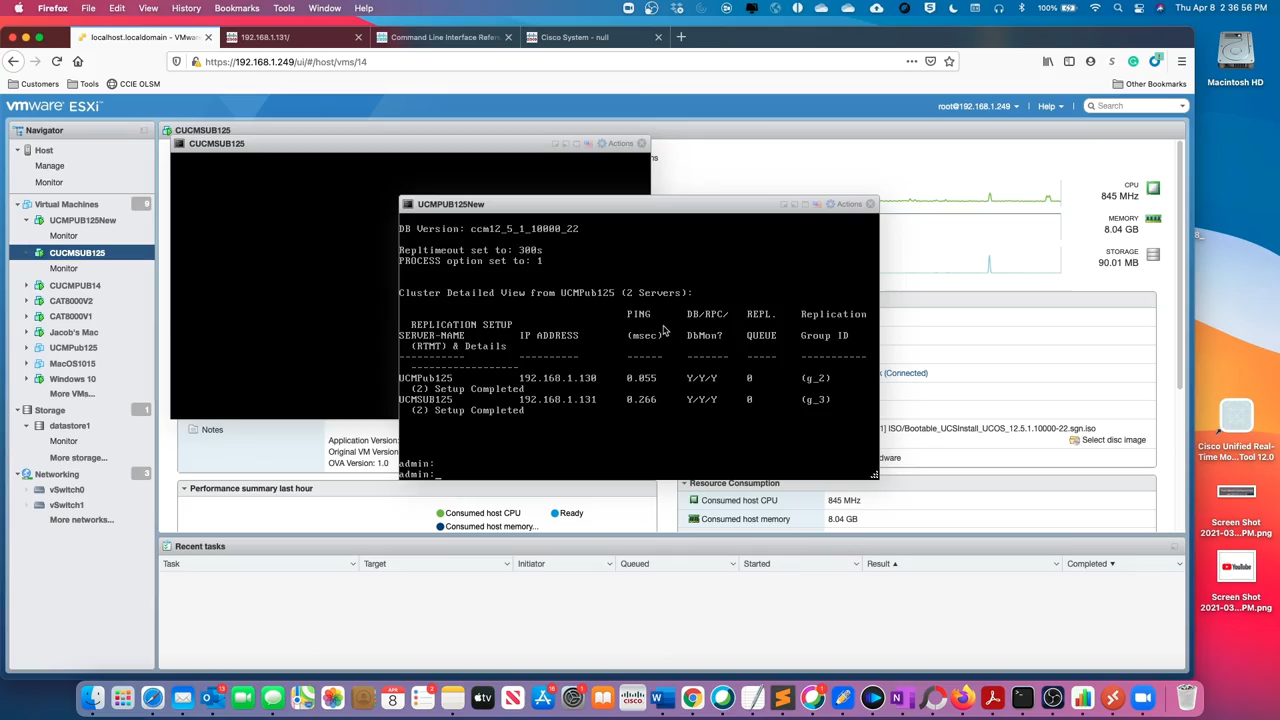 Firefox File Edit View History Bookmarks Tools Window Help
100% Thu Apr 8 2:36:56 PM
localhost.localdomain - VMwar
192.168.1.131/
Command Line Interface Refere
Cisco System - null
https://192.168.1.249/ui/#/host/vms/14
Customers Tools CCIE OLSM Other Bookmarks
vmware ESXi root@192.168.1.249 Help Search
Navigator
Host
Manage
Monitor
Virtual Machines 9
UCMPUB125New
Monitor
CUCMSUB125
Monitor
CUCMPUB14
CAT8000V2
CAT8000V1
Jacob's Mac
UCMPub125
MacOS1015
Windows 10
More VMs...
Storage 1
datastore1
Monitor
More storage...
Networking 3
vSwitch0
vSwitch1
More networks...
CUCMSUB125
CUCMSUB125 Actions
UCMPUB125New Actions
DB Version: ccm12_5_1_10000_22
Repltimeout set to: 300s
PROCESS option set to: 1
Cluster Detailed View from UCMPub125 (2 Servers):
PING DB/RPC/ REPL. Replication
REPLICATION SETUP
SERVER-NAME IP ADDRESS (msec) DbMon? QUEUE Group ID
(RTMT) & Details
----------- ---------- ------ ------- ----- -----------
------------------
UCMPub125 192.168.1.130 0.055 Y/Y/Y 0 (g_2)
(2) Setup Completed
UCMSUB125 192.168.1.131 0.266 Y/Y/Y 0 (g_3)
(2) Setup Completed
admin:
admin:_
CPU
845 MHz
MEMORY
8.04 GB
STORAGE
90.01 MB
(Connected)
1] ISO/Bootable_UCSInstall_UCOS_12.5.1.10000-22.sgn.iso
Select disc image
Notes
Application Version:
Original VM Version:
OVA Version: 1.0
Performance summary last hour
Consumed host CPU Ready
Consumed host memory...
Resource Consumption
Consumed host CPU 845 MHz
Consumed host memory 8.04 GB
Recent tasks
Task Target Initiator Queued Started Result Completed
Macintosh HD
Cisco Unified Real-
Time Mo...Tool 12.0
Screen Shot
2021-03...PM.png
YouTube
Screen Shot
2021-03...PM.png